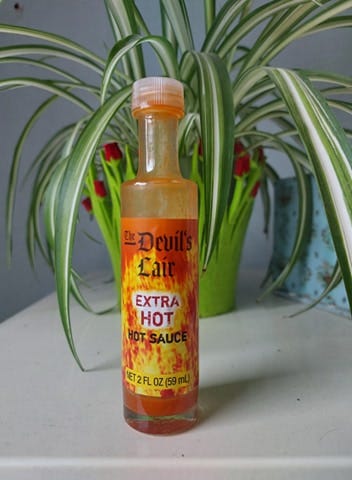 The Devil's
Lair
EXTRA
HOT
HOT SAUCE
NET 2 FL OZ (59 mL)